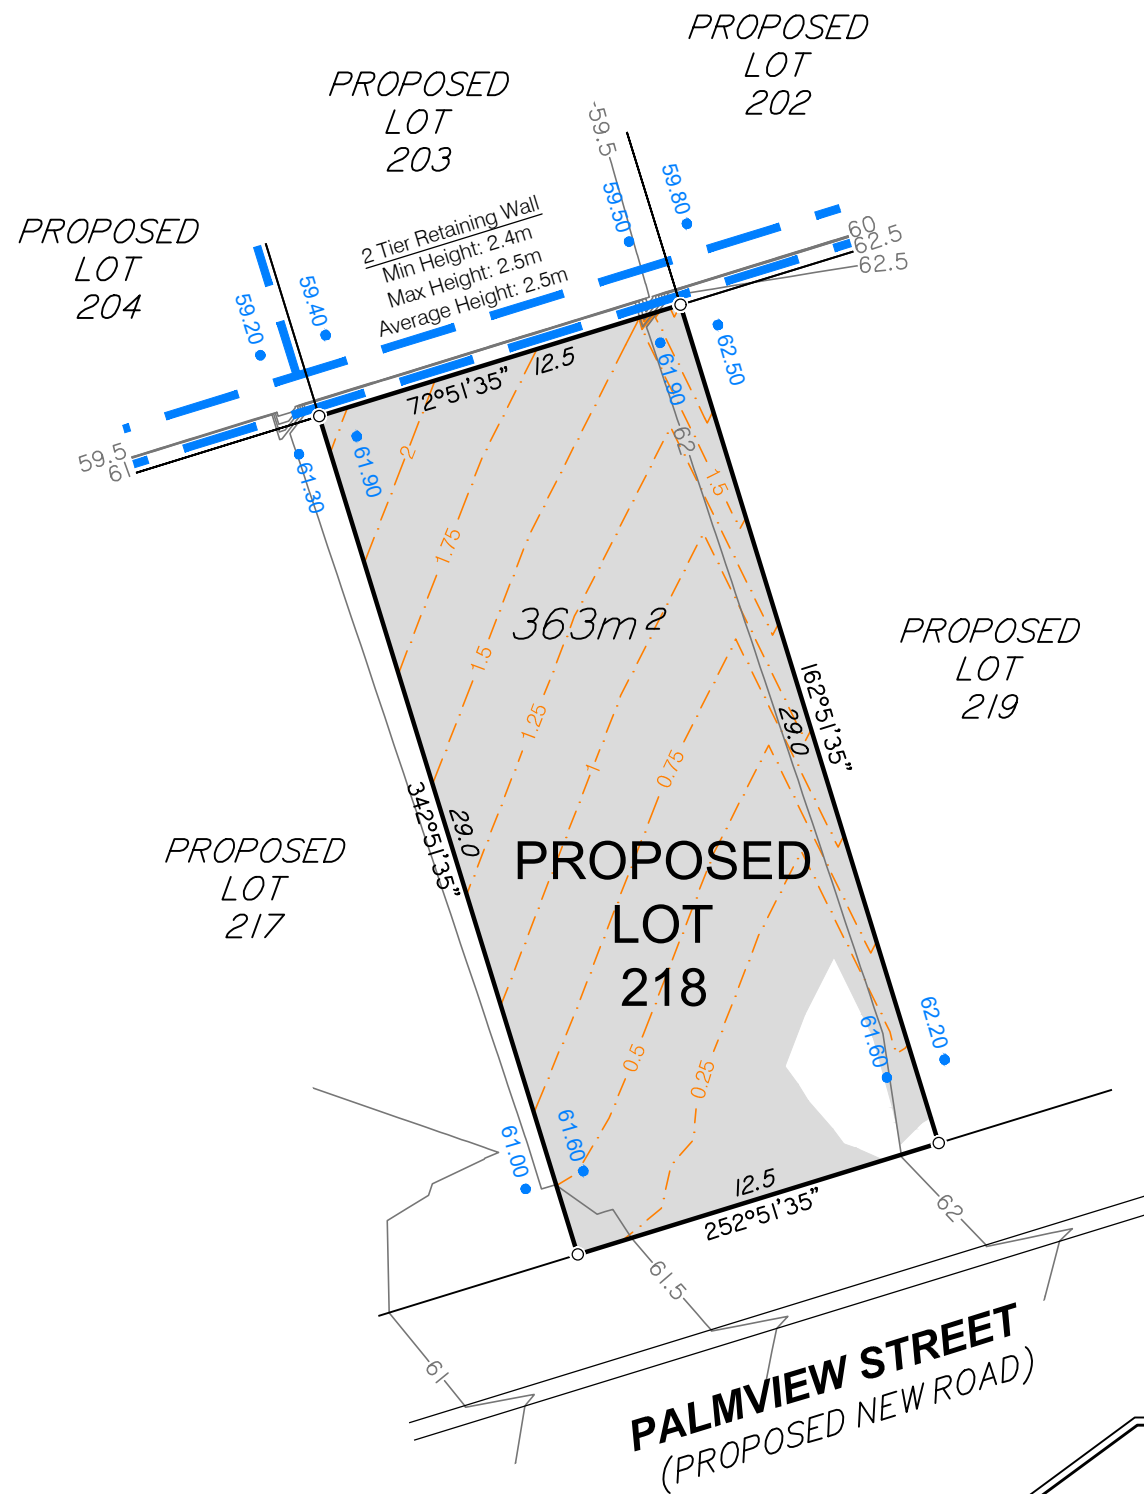 PROPOSED
LOT
202
PROPOSED
LOT
203
PROPOSED
LOT
204
-59.5
59.50
59.80
2 Tier Retaining Wall
Min Height: 2.4m
Max Height: 2.5m
Average Height: 2.5m
60
62.5
62.5
59.20
59.40
59.5
61
12.5
72°51'35"
61.30
61.90
61.90
62.50
62
2
1.75
1.5
1.5
1.25
1
0.75
0.5
0.25
363m²
PROPOSED
LOT
219
162°51'35"
29.0
342°51'35"
29.0
PROPOSED
LOT
217
PROPOSED
LOT
218
61.60
62.20
61.00
61.60
12.5
252°51'35"
62
61.5
61
PALMVIEW STREET
(PROPOSED NEW ROAD)